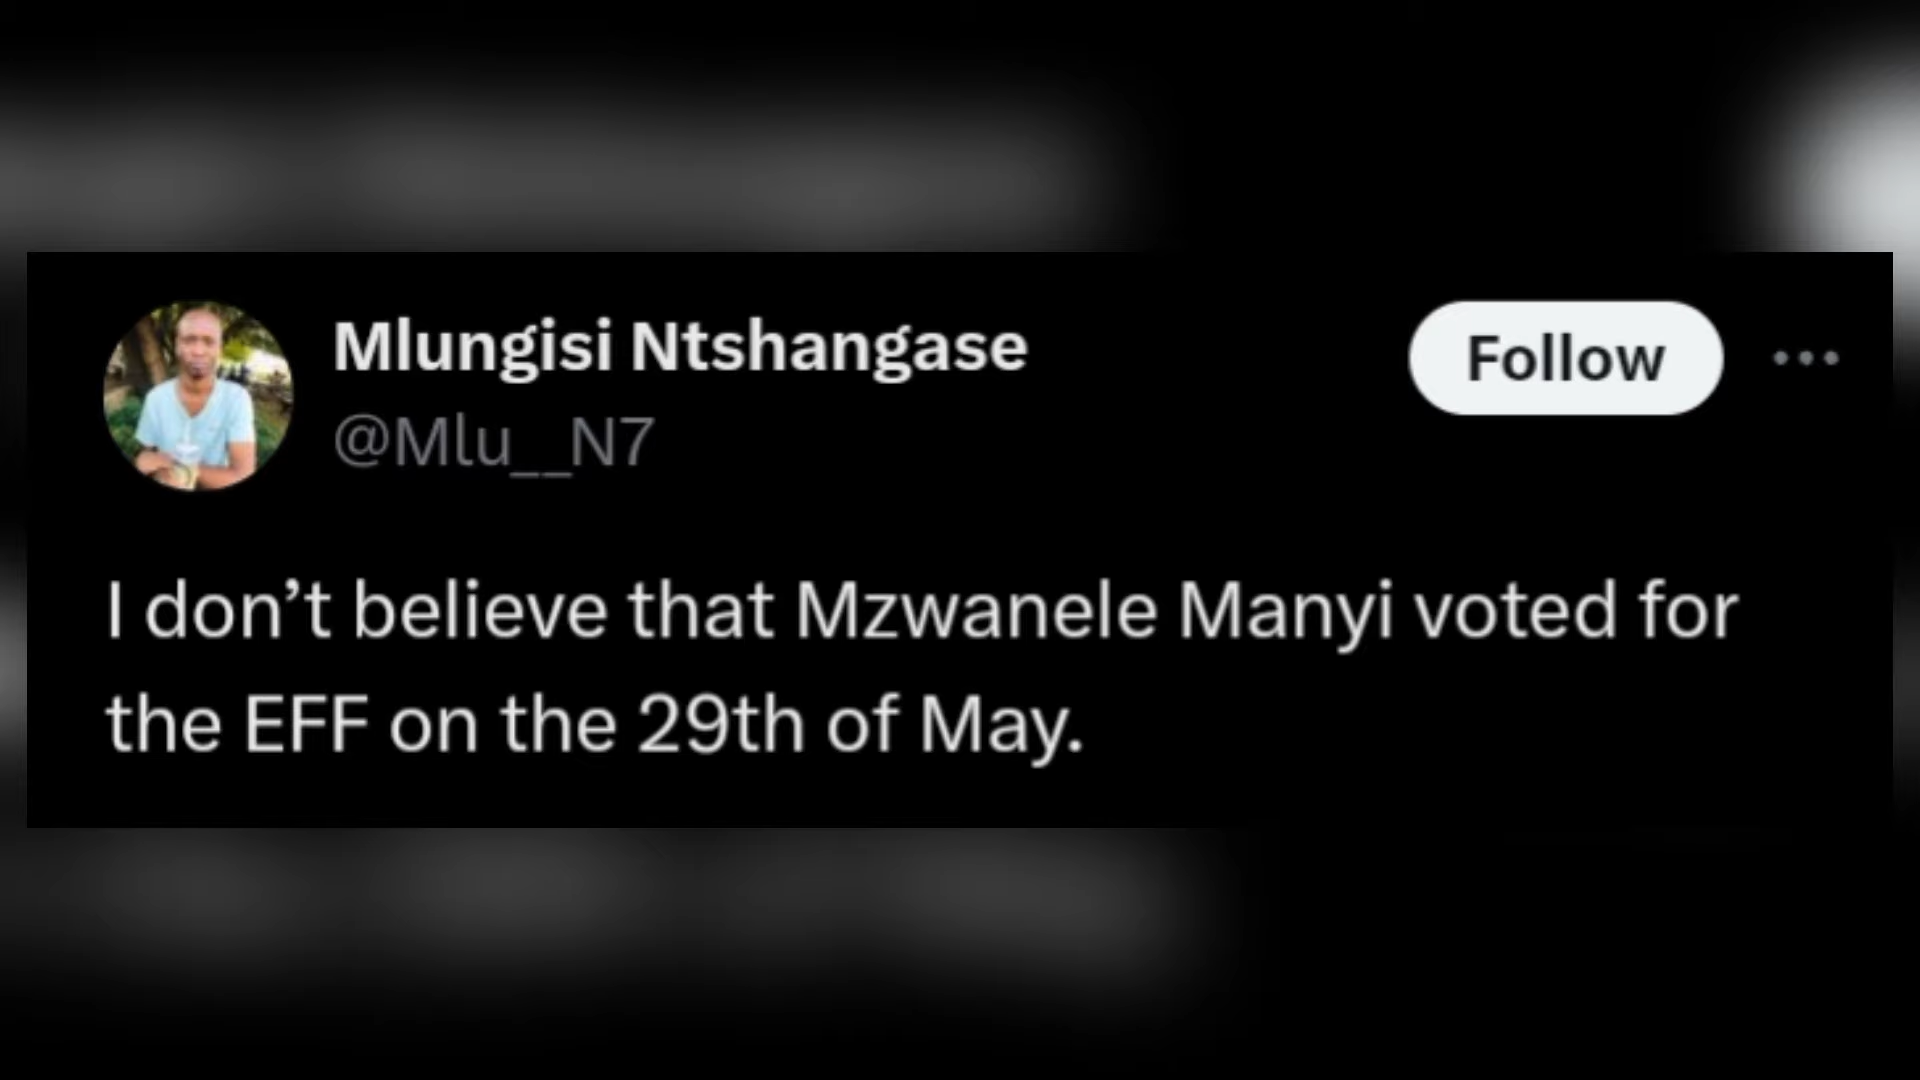 Mlungisi Ntshangase
Follow
@Mlu__N7
I don’t believe that Mzwanele Manyi voted for
the EFF on the 29th of May.